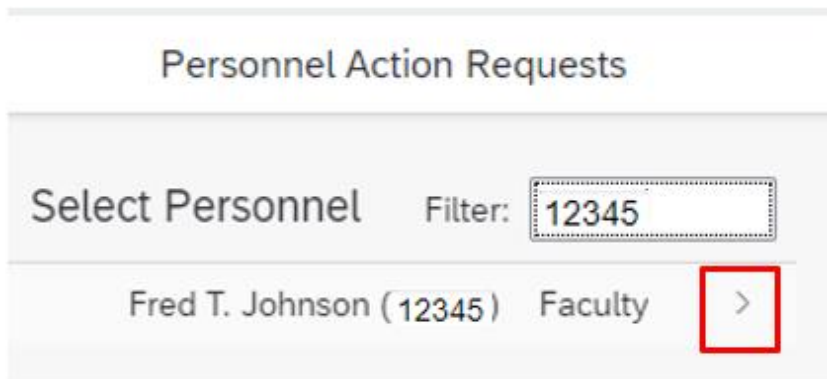 Personnel Action Requests
Select Personnel Filter: 12345
Fred T. Johnson (12345) Faculty >